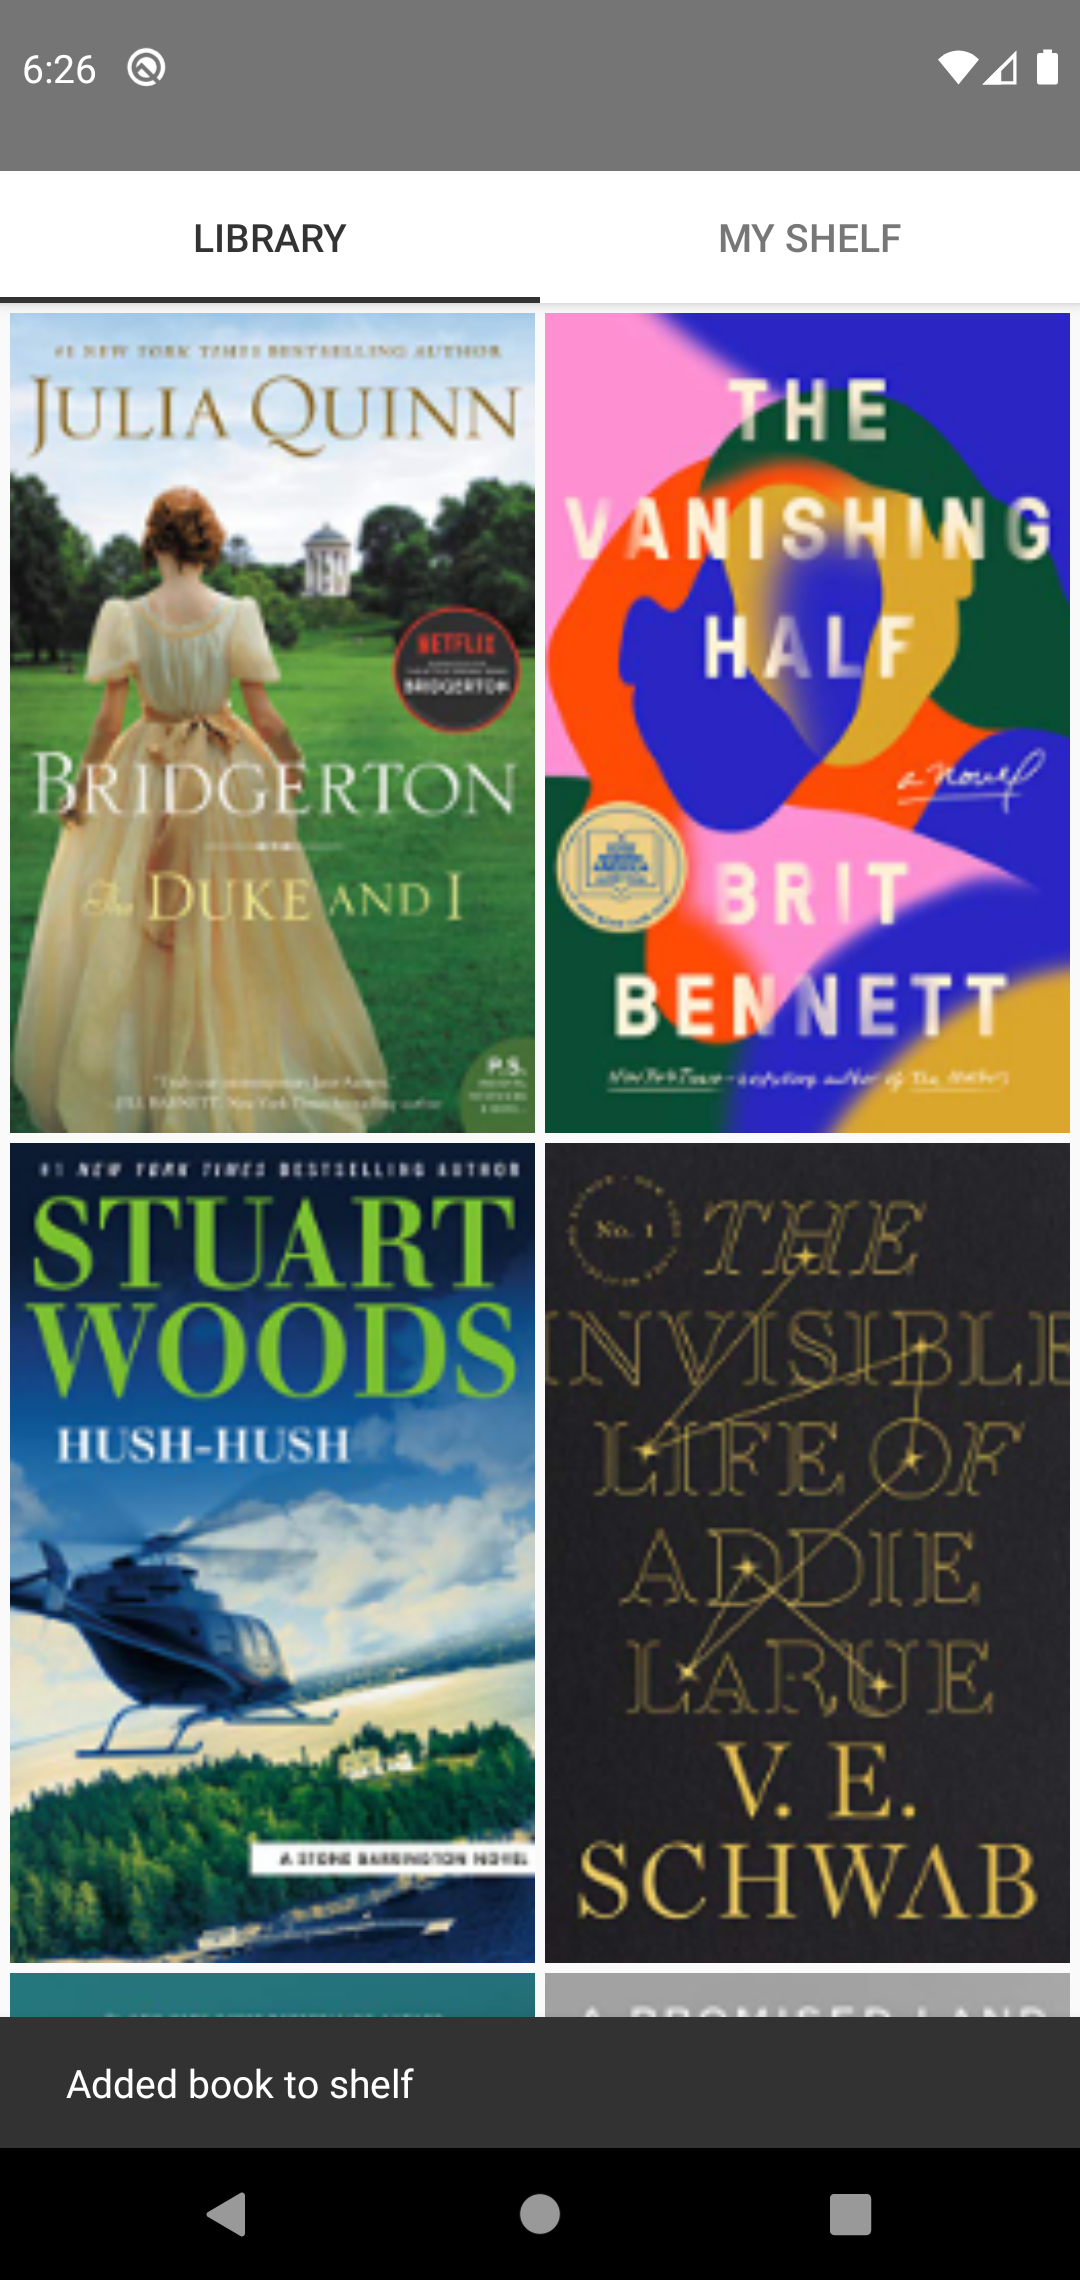 6:26
LIBRARY
MY SHELF
#1 NEW YORK TIMES BESTSELLING AUTHOR
JULIA QUINN
NETFLIX
BRIDGERTON
BRIDGERTON
The DUKE AND I
P.S.
THE
VANISHING
HALF
a novel
BRIT
BENNETT
#1 NEW YORK TIMES BESTSELLING AUTHOR
STUART
WOODS
HUSH-HUSH
A STONE BARRINGTON NOVEL
No. 1
THE
INVISIBLE
LIFE OF
ADDIE
LARUE
V. E.
SCHWAB
A PROMISED LAND
Added book to shelf